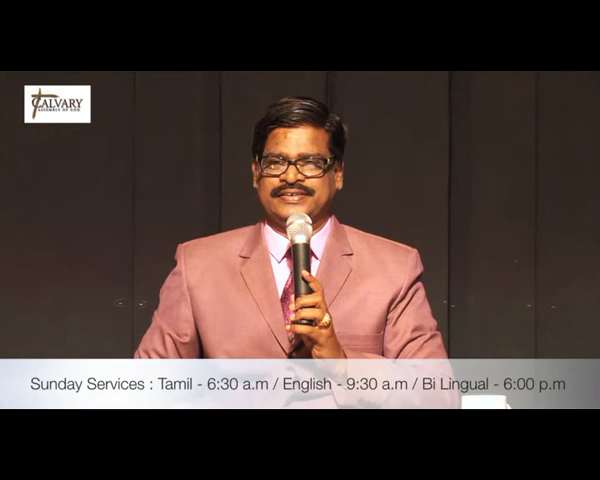 CALVARY
ASSEMBLY OF GOD
Sunday Services : Tamil - 6:30 a.m / English - 9:30 a.m / Bi Lingual - 6:00 p.m